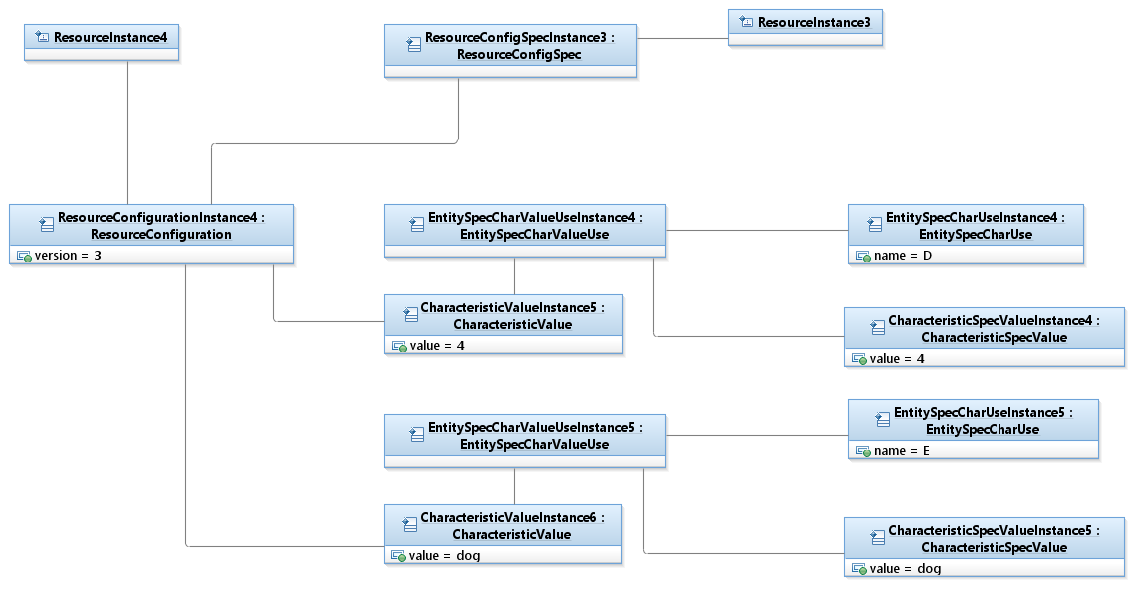 ResourceInstance4
ResourceConfigSpecInstance3 :
ResourceConfigSpec
ResourceInstance3
ResourceConfigurationInstance4 :
ResourceConfiguration
version = 3
EntitySpecCharValueUseInstance4 :
EntitySpecCharValueUse
EntitySpecCharUseInstance4 :
EntitySpecCharUse
name = D
CharacteristicValueInstance5 :
CharacteristicValue
value = 4
CharacteristicSpecValueInstance4 :
CharacteristicSpecValue
value = 4
EntitySpecCharValueUseInstance5 :
EntitySpecCharValueUse
EntitySpecCharUseInstance5 :
EntitySpecCharUse
name = E
CharacteristicValueInstance6 :
CharacteristicValue
value = dog
CharacteristicSpecValueInstance5 :
CharacteristicSpecValue
value = dog